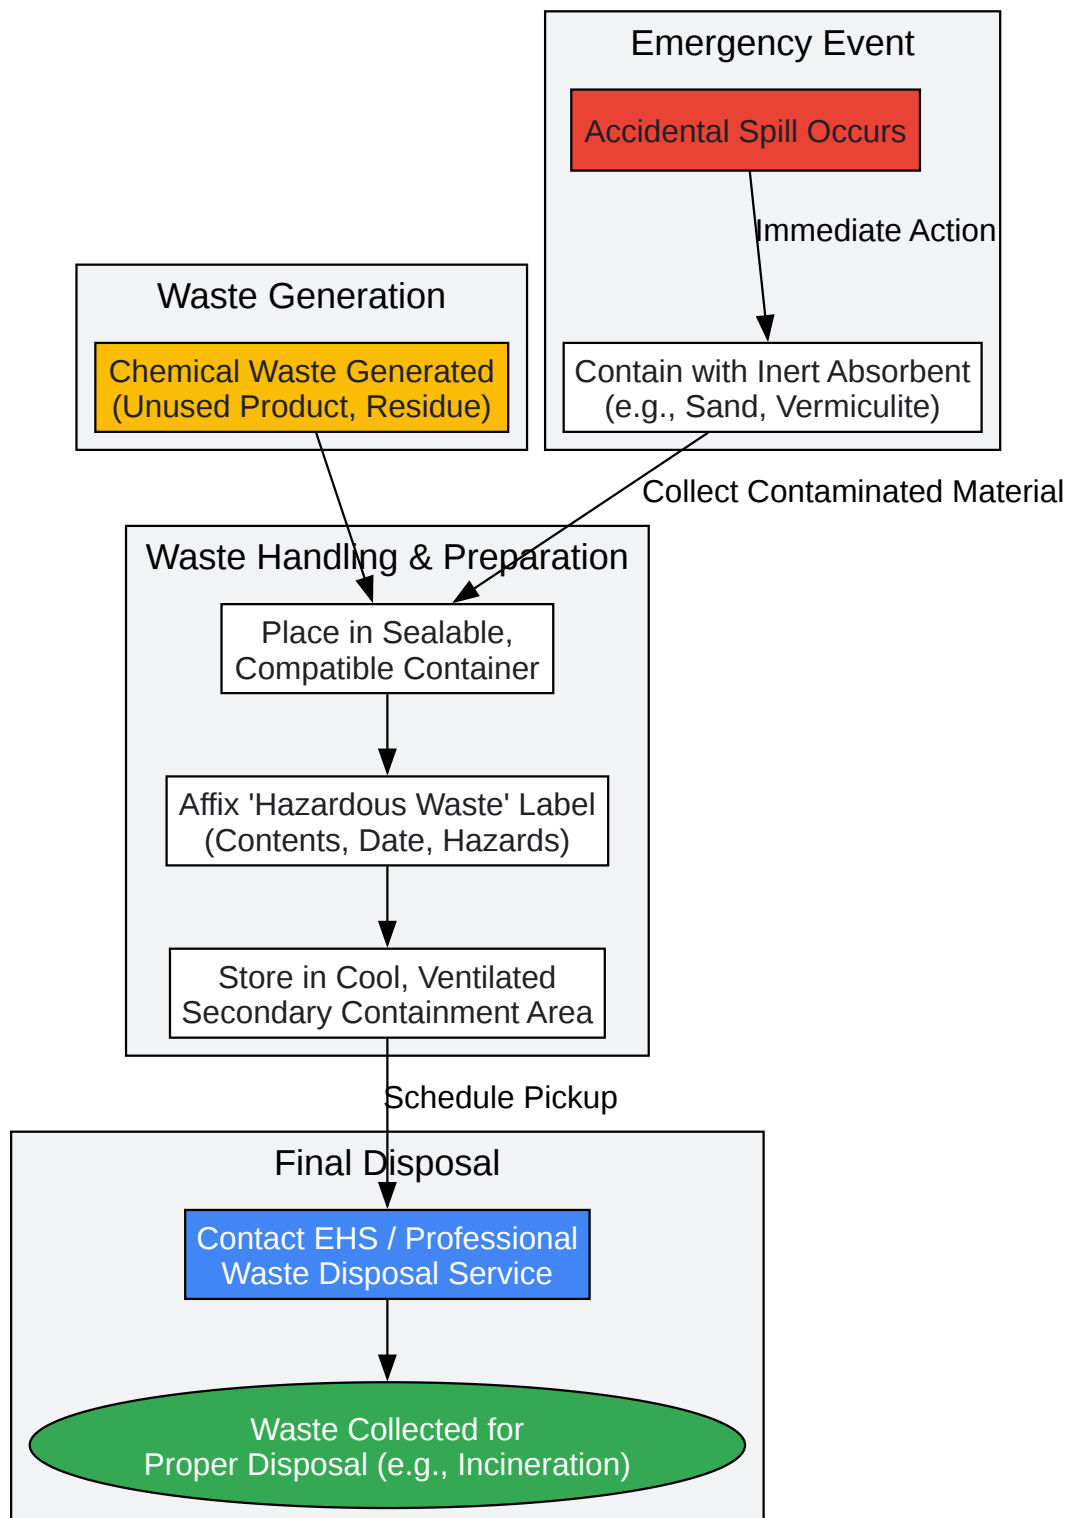 Emergency Event
Accidental Spill Occurs
Immediate Action
Waste Generation
Chemical Waste Generated
(Unused Product, Residue)
Contain with Inert Absorbent
(e.g., Sand, Vermiculite)
Collect Contaminated Material
Waste Handling & Preparation
Place in Sealable,
Compatible Container
Affix 'Hazardous Waste' Label
(Contents, Date, Hazards)
Store in Cool, Ventilated
Secondary Containment Area
Schedule Pickup
Final Disposal
Contact EHS / Professional
Waste Disposal Service
Waste Collected for
Proper Disposal (e.g., Incineration)